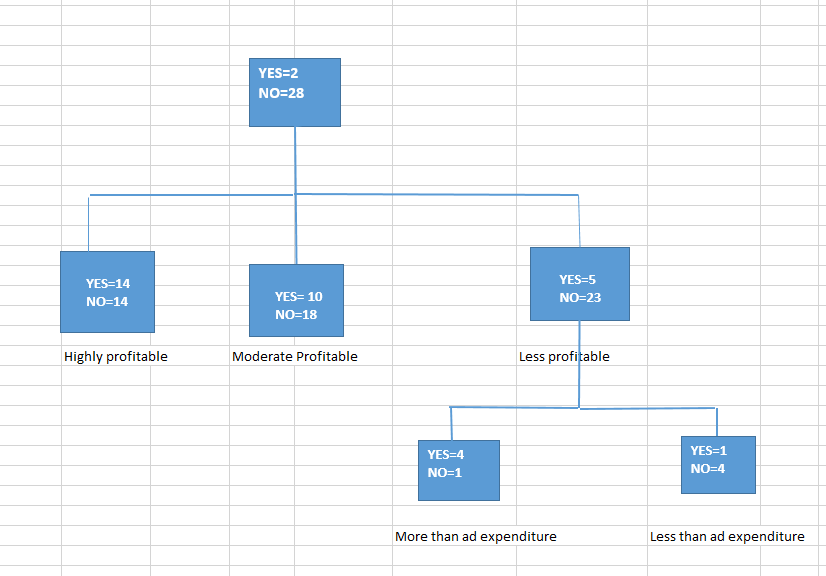 YES=2
NO=28
YES=14
NO=14
YES= 10
NO=18
YES=5
NO=23
Highly profitable
Moderate Profitable
Less profitable
YES=4
NO=1
YES=1
NO=4
More than ad expenditure
Less than ad expenditure